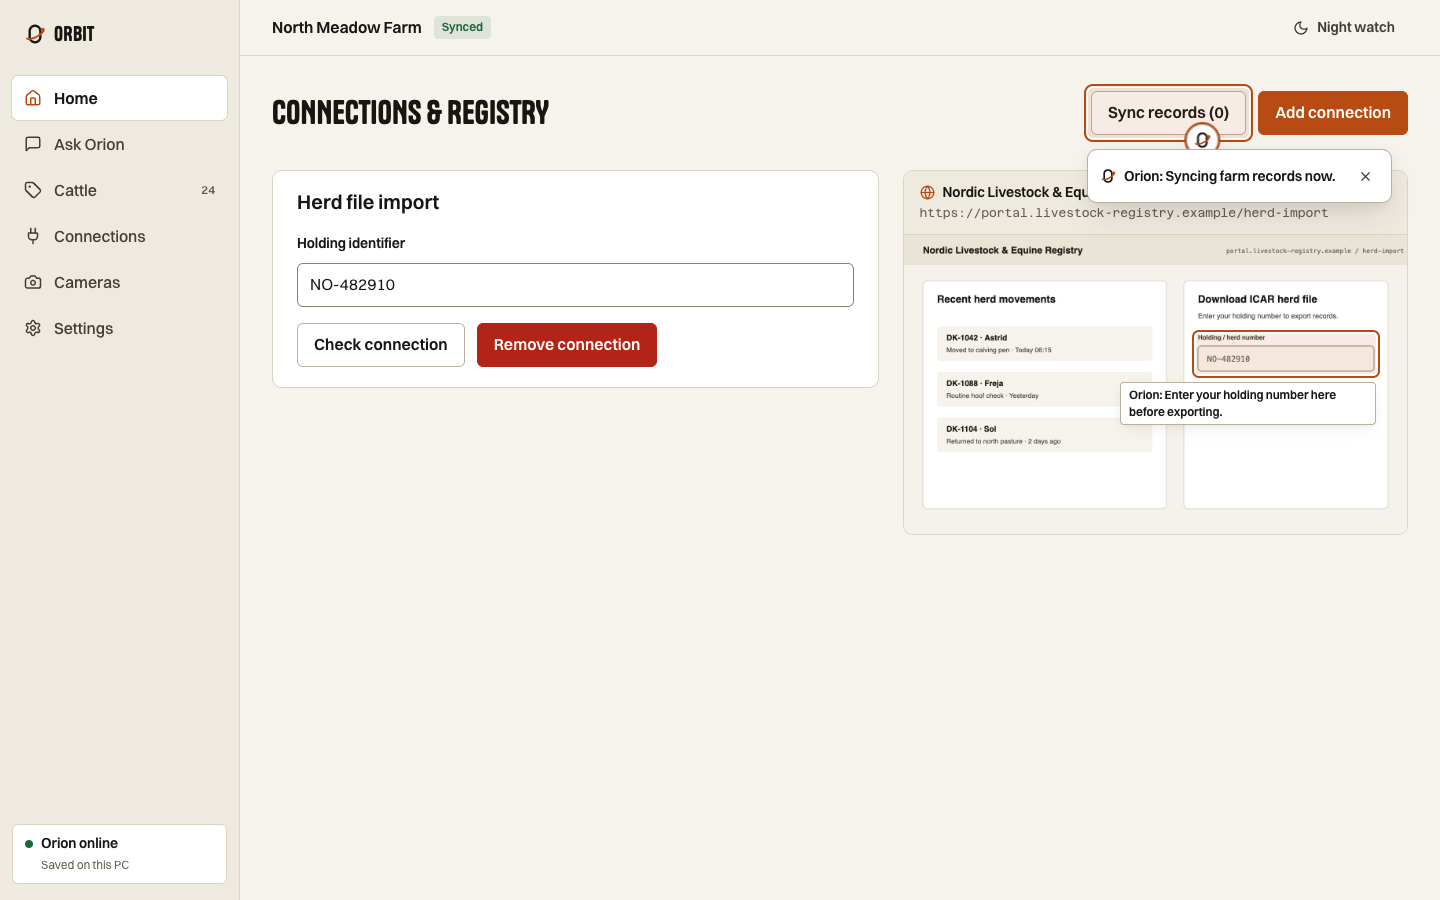 ORBIT
Home
Ask Orion
Cattle 24
Connections
Cameras
Settings
Orion online
Saved on this PC
North Meadow Farm Synced
Night watch
CONNECTIONS & REGISTRY
Sync records (0)
Add connection
Orion: Syncing farm records now.
Herd file import
Holding identifier
NO-482910
Check connection
Remove connection
Nordic Livestock & Equ
https://portal.livestock-registry.example/herd-import
Nordic Livestock & Equine Registry
portal.livestock-registry.example / herd-import
Recent herd movements
DK-1042 · Astrid
Moved to calving pen · Today 06:15
DK-1088 · Freja
Routine hoof check · Yesterday
DK-1104 · Sol
Returned to north pasture · 2 days ago
Download ICAR herd file
Enter your holding number to export records.
Holding / herd number
NO-482910
Orion: Enter your holding number here
before exporting.